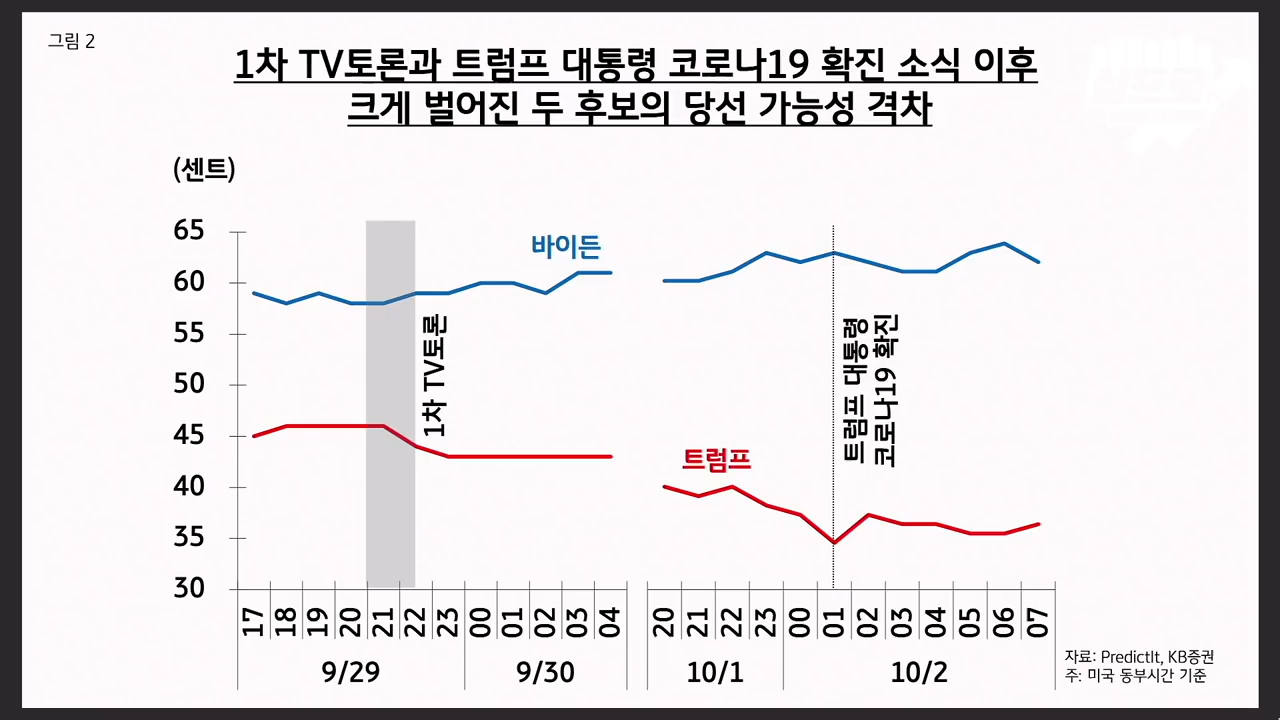 그림 2
1차 TV토론과 트럼프 대통령 코로나19 확진 소식 이후
크게 벌어진 두 후보의 당선 가능성 격차
(센트)
65
60
55
50
45
40
35
30
바이든
트럼프
1차 TV토론
트럼프 대통령
코로나19 확진
17 18 19 20 21 22 23 00 01 02 03 04 20 21 22 23 00 01 02 03 04 05 06 07
9/29 9/30 10/1 10/2
자료: PredictIt, KB증권
주: 미국 동부시간 기준